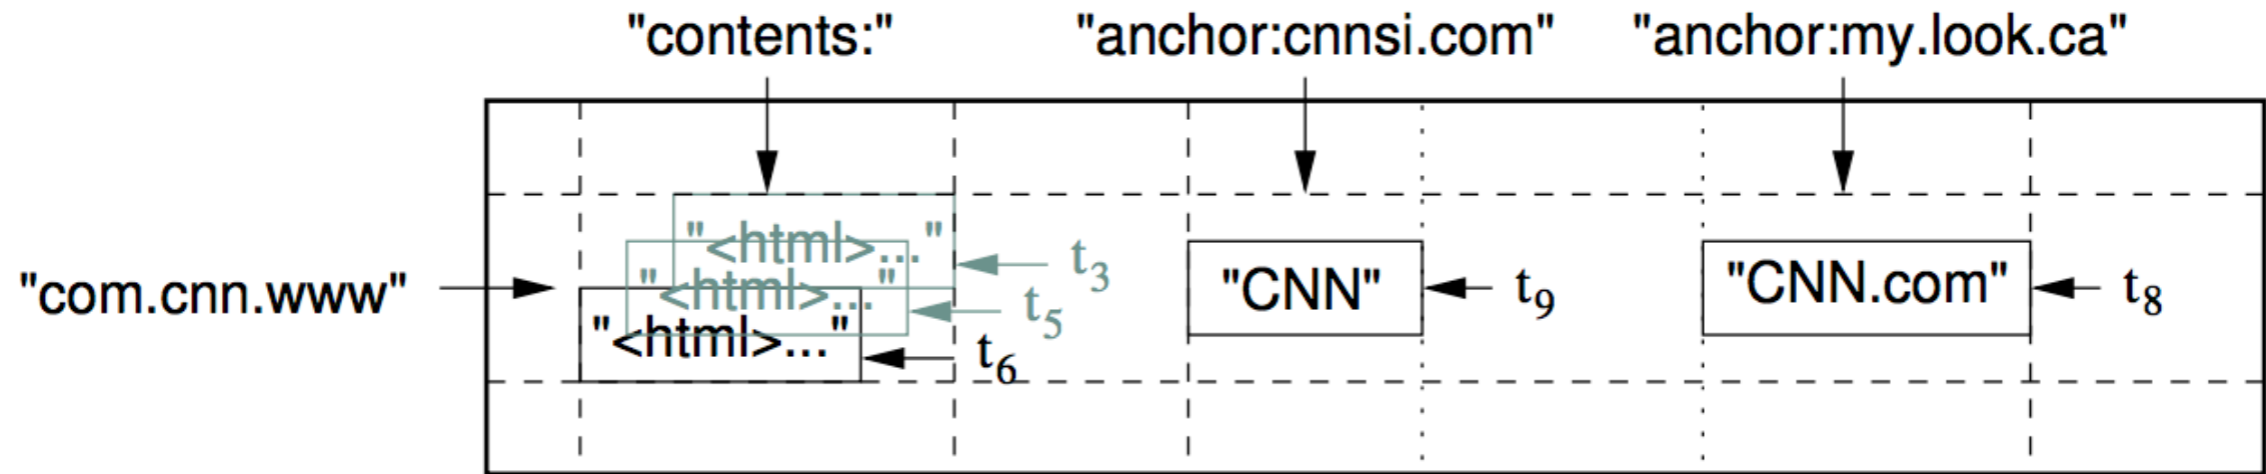 "contents:" "anchor:cnnsi.com" "anchor:my.look.ca"
"<html>..." t3
"com.cnn.www" "<html>..." t5 "CNN" t9 "CNN.com" t8
"<html>..." t6